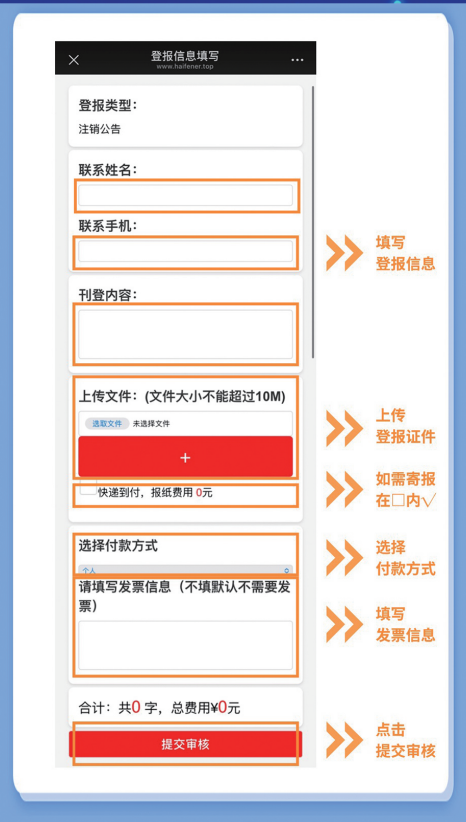 登报信息填写
www.haifener.top
登报类型：
注销公告
联系姓名：
联系手机：
填写
登报信息
刊登内容：
上传文件：(文件大小不能超过10M)
选取文件 未选择文件
+
上传
登报证件
快递到付，报纸费用 0元
如需寄报
在□内√
选择付款方式
个人
选择
付款方式
请填写发票信息（不填默认不需要发
票）
填写
发票信息
合计：共0 字，总费用¥0元
提交审核
点击
提交审核